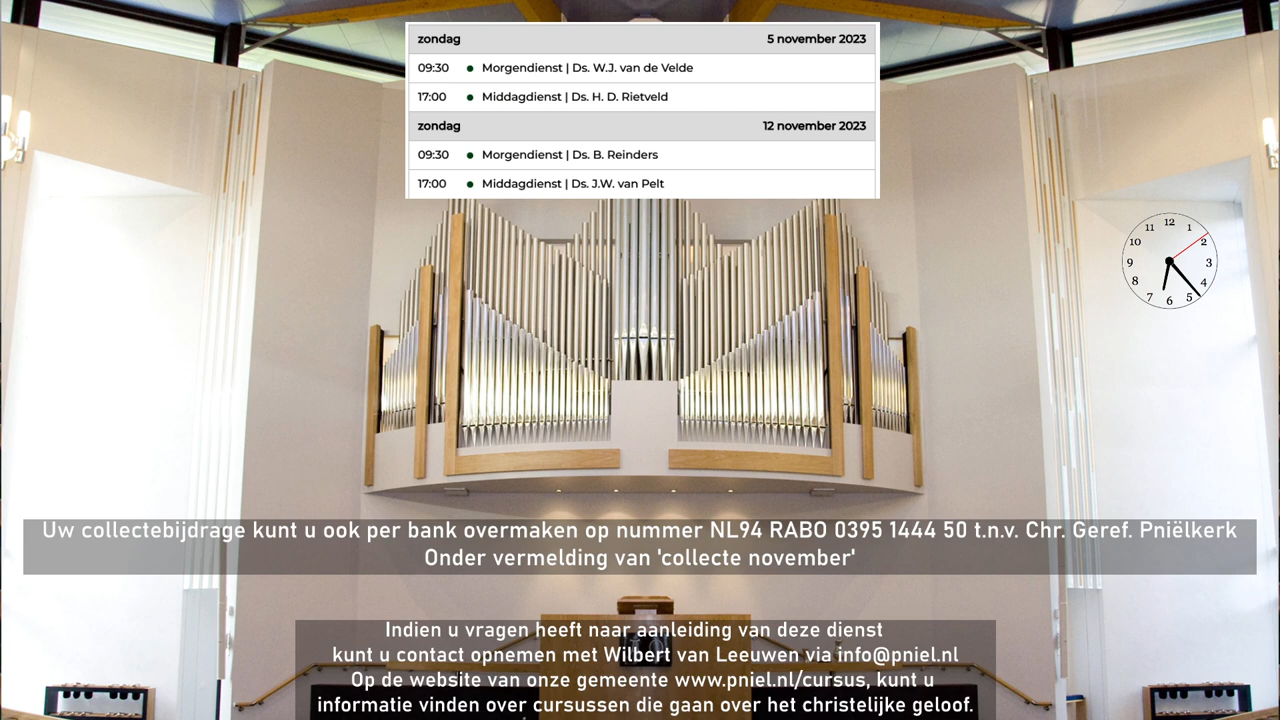 zondag 5 november 2023
09:30 • Morgendienst | Ds. W.J. van de Velde
17:00 • Middagdienst | Ds. H. D. Rietveld
zondag 12 november 2023
09:30 • Morgendienst | Ds. B. Reinders
17:00 • Middagdienst | Ds. J.W. van Pelt
12
11 1
10 2
9 3
8 4
7 5
6
Uw collectebijdrage kunt u ook per bank overmaken op nummer NL94 RABO 0395 1444 50 t.n.v. Chr. Geref. Pniëlkerk
Onder vermelding van 'collecte november'
Indien u vragen heeft naar aanleiding van deze dienst
kunt u contact opnemen met Wilbert van Leeuwen via info@pniel.nl
Op de website van onze gemeente www.pniel.nl/cursus, kunt u
informatie vinden over cursussen die gaan over het christelijke geloof.